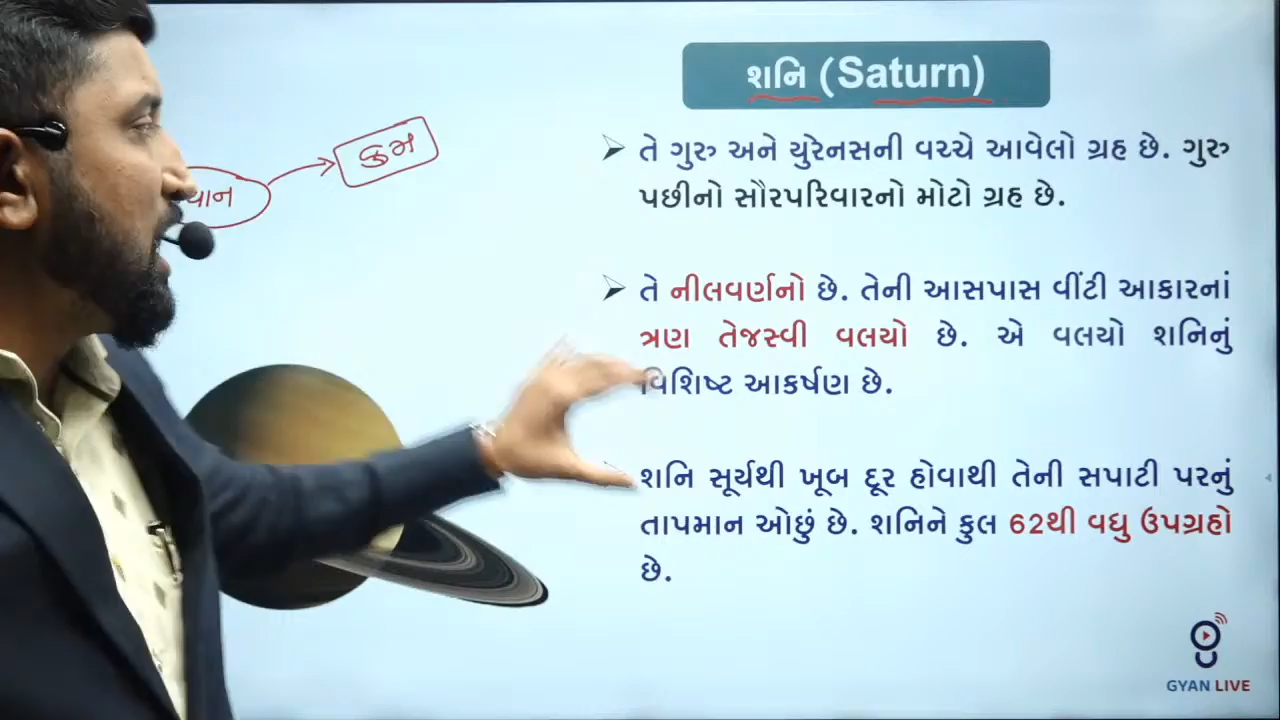 શનિ (Saturn)
ક્રમ
તે ગુરુ અને યુરેનસની વચ્ચે આવેલો ગ્રહ છે. ગુરુ
પછીનો સૌરપરિવારનો મોટો ગ્રહ છે.
તે નીલવર્ણનો છે. તેની આસપાસ વીંટી આકારનાં
ત્રણ તેજસ્વી વલયો છે. એ વલયો શનિનું
વિશિષ્ટ આકર્ષણ છે.
શનિ સૂર્યથી ખૂબ દૂર હોવાથી તેની સપાટી પરનું
તાપમાન ઓછું છે. શનિને કુલ 62થી વધુ ઉપગ્રહો
છે.
GYAN LIVE